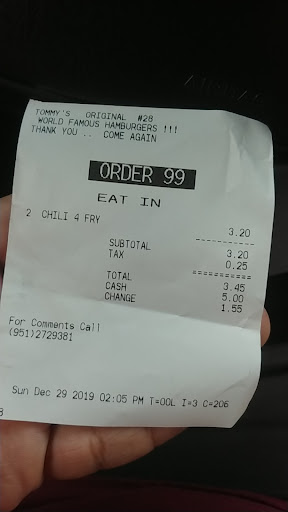 TOMMY'S ORIGINAL #28
WORLD FAMOUS HAMBURGERS !!!
THANK YOU .. COME AGAIN
ORDER 99
EAT IN
2 CHILI 4 FRY 3.20
-----------
SUBTOTAL 3.20
TAX 0.25
===========
TOTAL 3.45
CASH 5.00
CHANGE 1.55
For Comments Call
(951)2729381
Sun Dec 29 2019 02:05 PM T=00L I=3 C=206